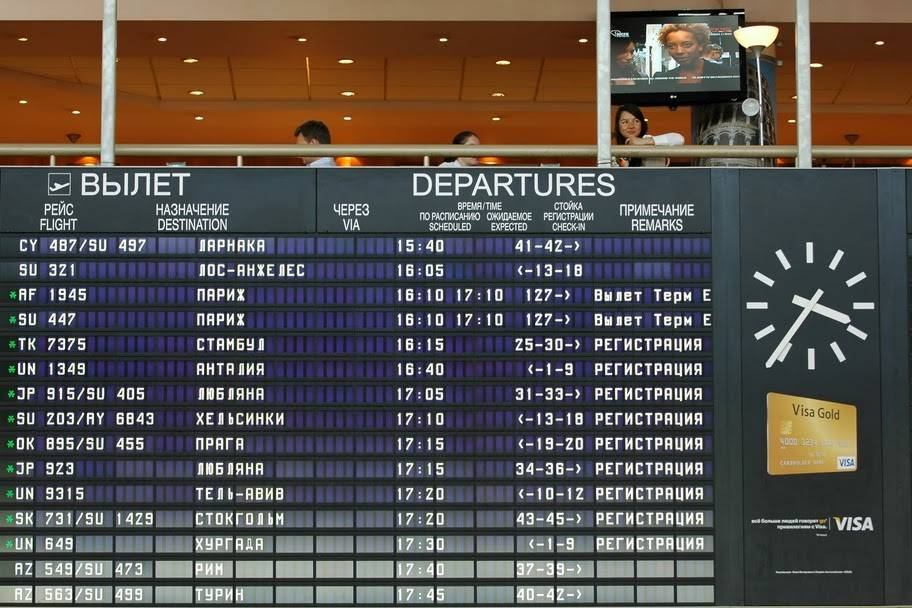 ВЫЛЕТ DEPARTURES
РЕЙС НАЗНАЧЕНИЕ ЧЕРЕЗ ВРЕМЯ/TIME СТОЙКА ПРИМЕЧАНИЕ
ПО РАСПИСАНИЮ ОЖИДАЕМОЕ РЕГИСТРАЦИИ
FLIGHT DESTINATION VIA SCHEDULED EXPECTED CHECK-IN REMARKS
CY 487/SU 497 ЛАРНАКА 15:40 41-42->
SU 321 ЛОС-АНЖЕЛЕС 16:05 <-13-18
*AF 1945 ПАРИЖ 16:10 17:10 127-> Вылет Терм E
*SU 447 ПАРИЖ 16:10 17:10 127-> Вылет Терм E
*TK 7375 СТАМБУЛ 16:15 25-30-> РЕГИСТРАЦИЯ
*UN 1349 АНТАЛИЯ 16:40 <-1-9 РЕГИСТРАЦИЯ
*JP 915/SU 405 ЛЮБЛЯНА 17:05 31-33-> РЕГИСТРАЦИЯ
*SU 203/AY 6843 ХЕЛЬСИНКИ 17:10 <-13-18 РЕГИСТРАЦИЯ
*OK 895/SU 455 ПРАГА 17:15 <-19-20 РЕГИСТРАЦИЯ
*JP 923 ЛЮБЛЯНА 17:15 34-36-> РЕГИСТРАЦИЯ
*UN 9315 ТЕЛЬ-АВИВ 17:20 <-10-12 РЕГИСТРАЦИЯ
*SK 731/SU 1429 СТОКГОЛЬМ 17:20 43-45-> РЕГИСТРАЦИЯ
*UN 649 ХУРГАДА 17:30 <-1-9 РЕГИСТРАЦИЯ
AZ 549/SU 473 РИМ 17:40 37-39->
AZ 563/SU 499 ТУРИН 17:45 40-42->
Visa Gold
CARDHOLDER NAME
VISA
всё больше людей говорят go
привилегиям с Visa.
VISA